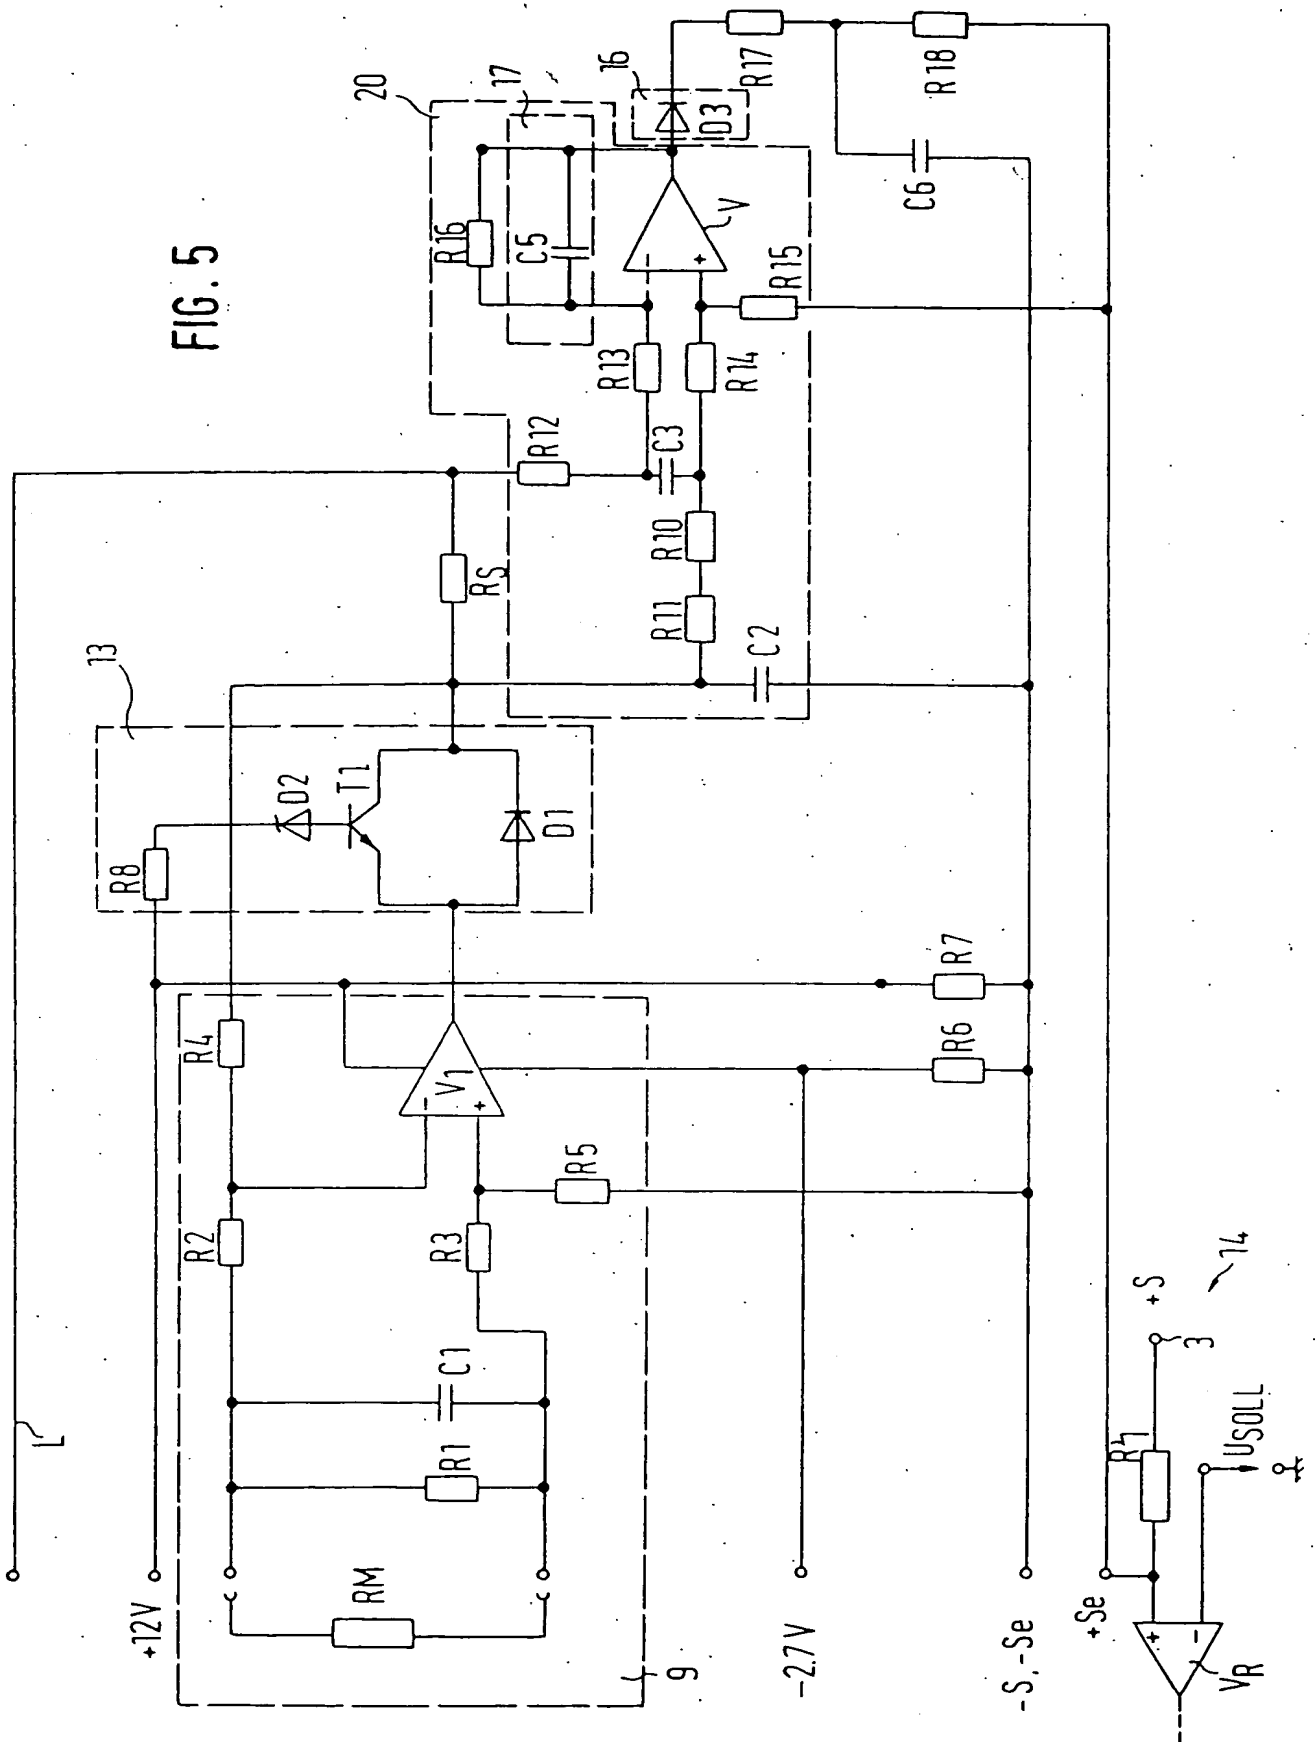 FIG. 5
L
+12V
RM
R1
C1
R2
R3
R4
R5
V1
-
+
9
R8
13
D2
T1
D1
RS
R12
20
17
R16
C5
16
D3
R17
R18
R13
C3
R14
R10
R11
C2
V
-
+
R15
C6
R6
R7
-2.7V
-S,-Se
+Se
+S
3
14
USOLL
+
-
VR